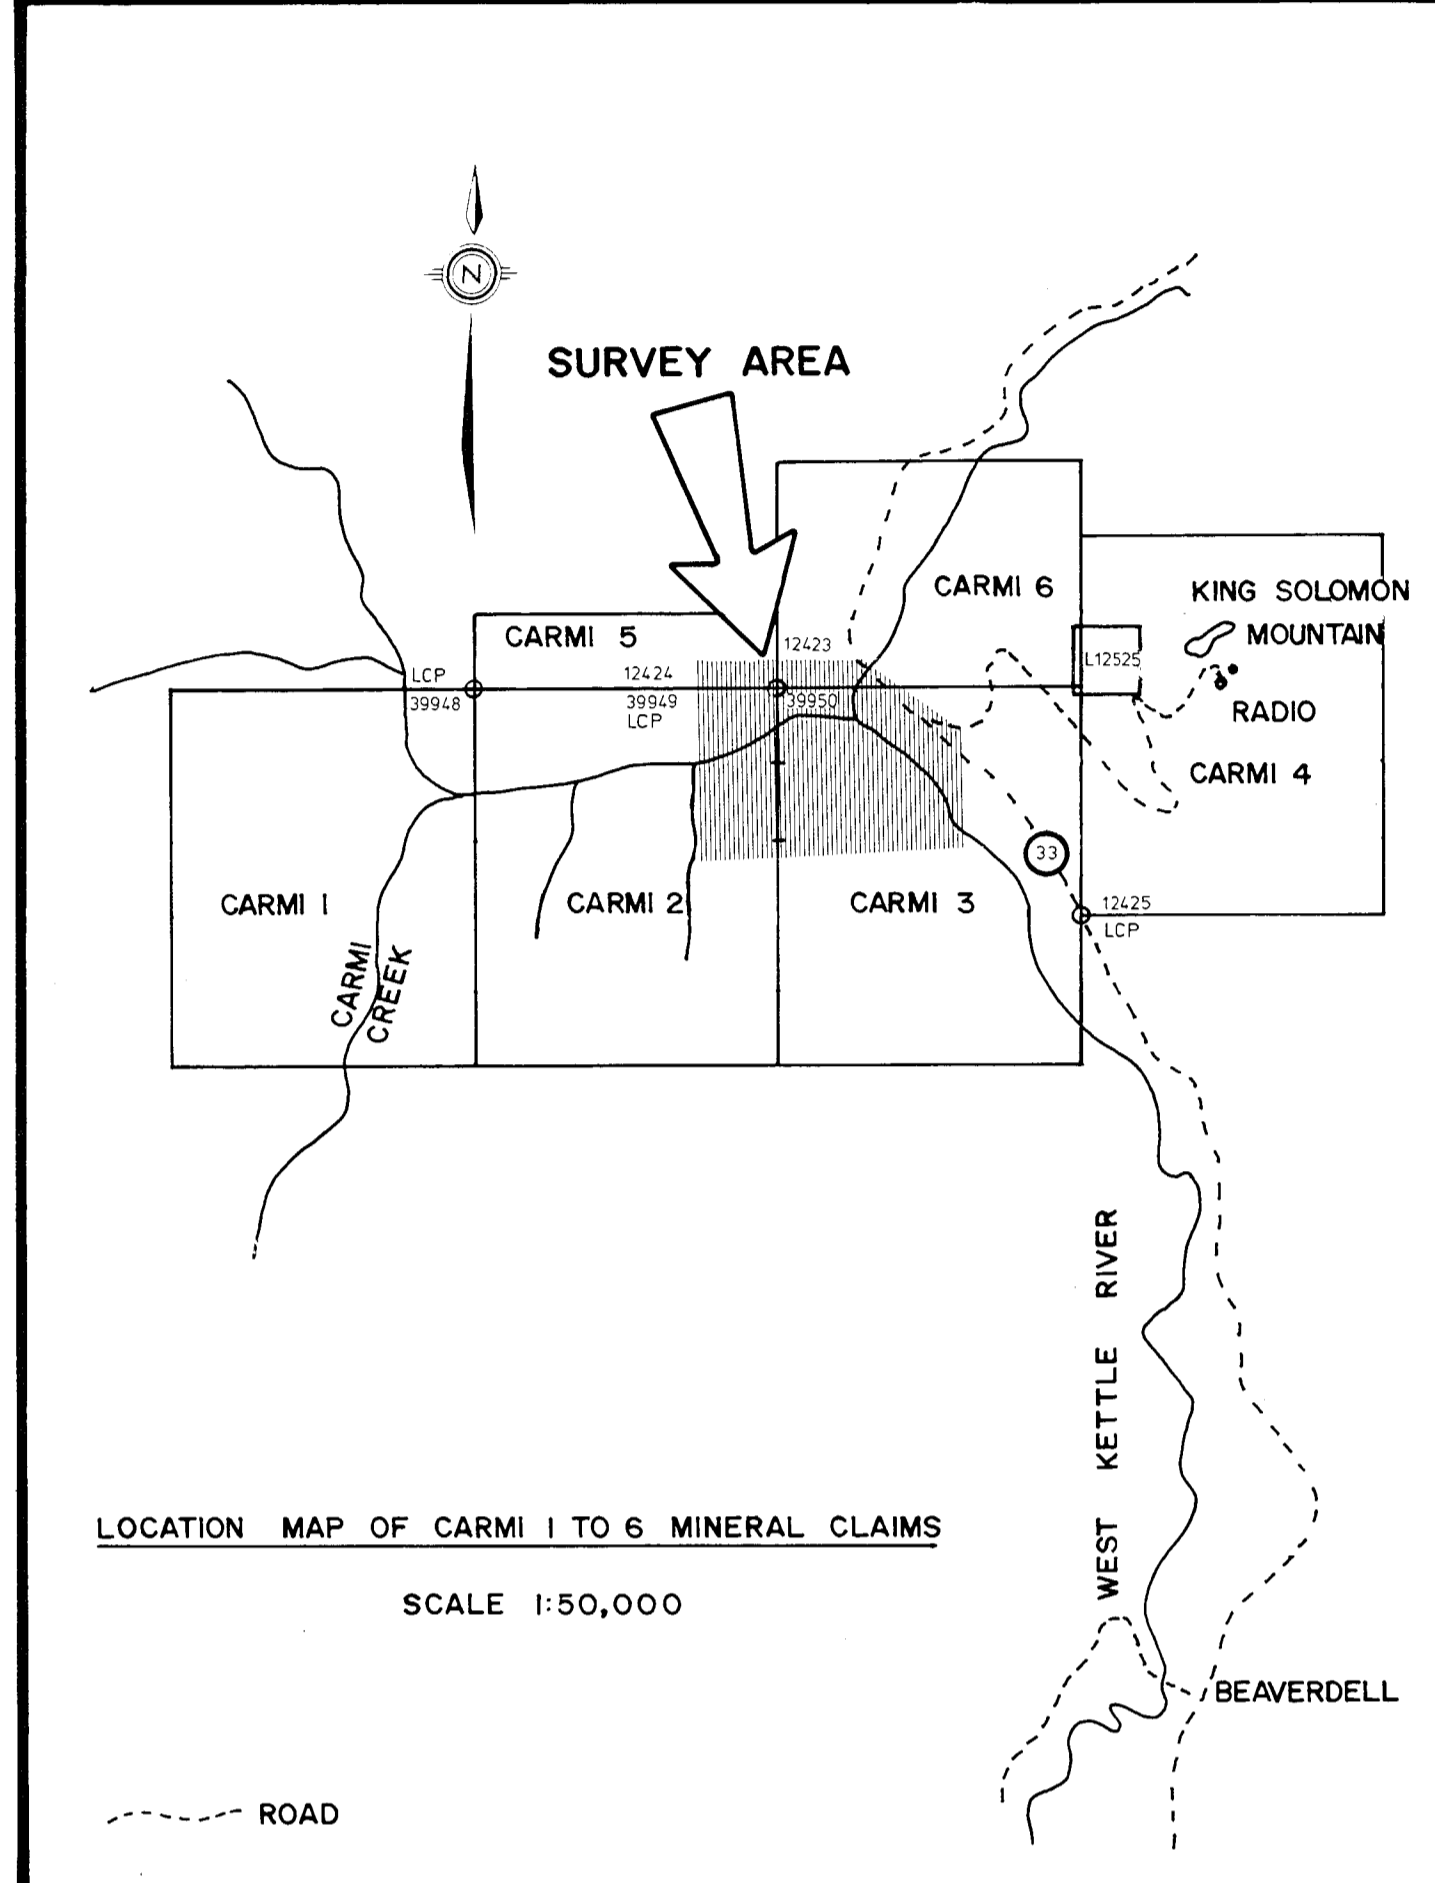 N
SURVEY AREA
CARMI 6
KING SOLOMON
MOUNTAIN
CARMI 5
12423
L12525
LCP
12424
39948
39949
39950
LCP
RADIO
CARMI 4
33
CARMI 1
CARMI 2
CARMI 3
12425
LCP
CARMI
CREEK
WEST KETTLE RIVER
LOCATION MAP OF CARMI 1 TO 6 MINERAL CLAIMS
SCALE 1:50,000
BEAVERDELL
ROAD